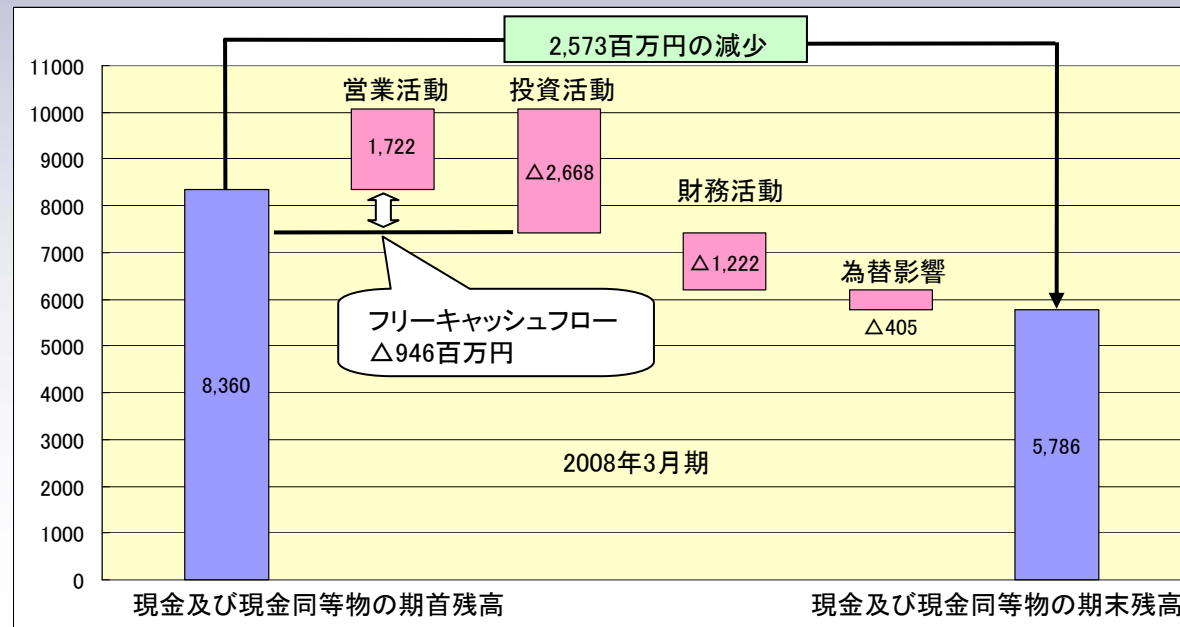 2,573百万円の減少
11000
10000
9000
8000
7000
6000
5000
4000
3000
2000
1000
0
営業活動
1,722
投資活動
△2,668
財務活動
△1,222
為替影響
△405
フリーキャッシュフロー
△946百万円
8,360
5,786
2008年3月期
現金及び現金同等物の期首残高
現金及び現金同等物の期末残高